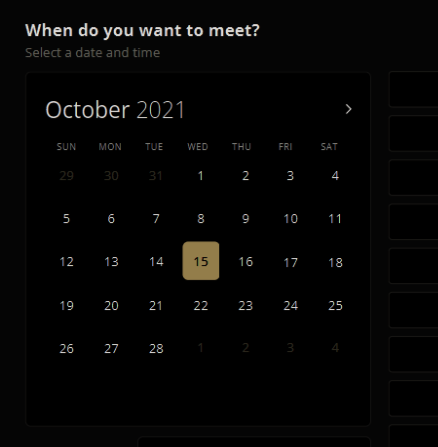 When do you want to meet?
Select a date and time
October 2021
SUN MON TUE WED THU FRI SAT
29 30 31 1 2 3 4
5 6 7 8 9 10 11
12 13 14 15 16 17 18
19 20 21 22 23 24 25
26 27 28 1 2 3 4